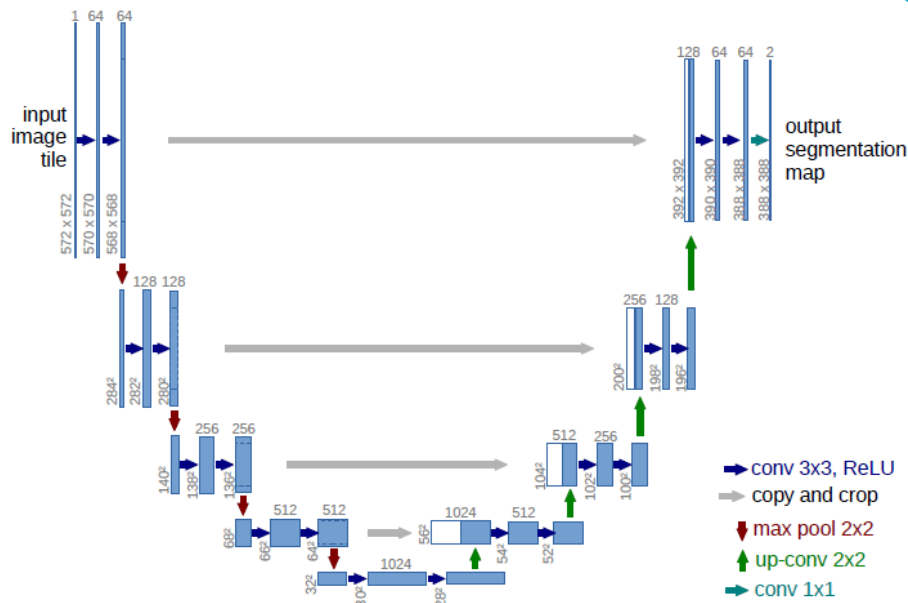 1 64 64
128 64 64 2
input
image
tile
output
segmentation
map
572 x 572
570 x 570
568 x 568
392 x 392
390 x 390
388 x 388
388 x 388
128 128
256 128
284²
282²
280²
200²
198²
196²
256 256
512 256
140²
138²
136²
104²
102²
100²
512 512
1024 512
68²
66²
64²
56²
54²
52²
1024
32²
30²
28²
conv 3x3, ReLU
copy and crop
max pool 2x2
up-conv 2x2
conv 1x1